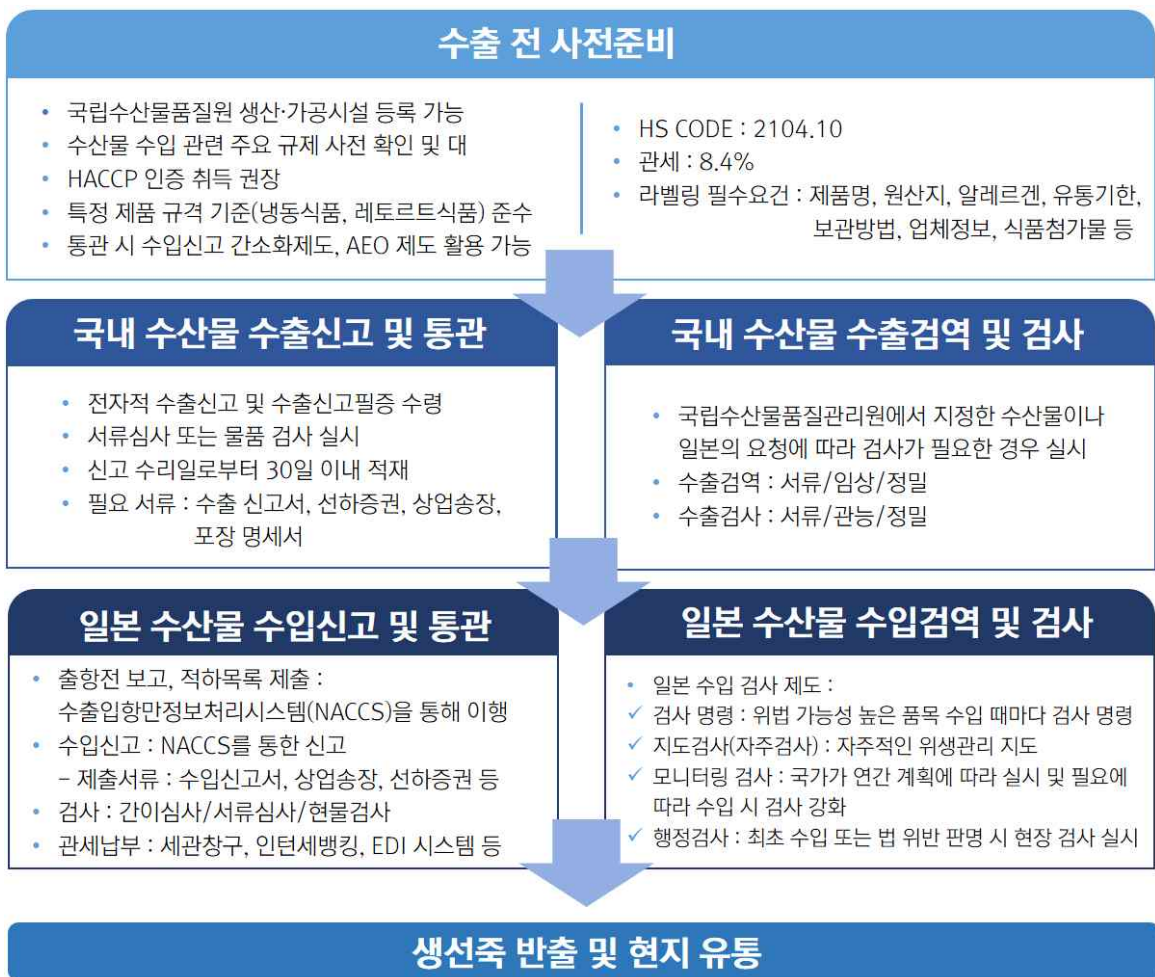 수출 전 사전준비
• 국립수산물품질원 생산·가공시설 등록 가능
• 수산물 수입 관련 주요 규제 사전 확인 및 대
• HACCP 인증 취득 권장
• 특정 제품 규격 기준(냉동식품, 레토르트식품) 준수
• 통관 시 수입신고 간소화제도, AEO 제도 활용 가능
• HS CODE : 2104.10
• 관세 : 8.4%
• 라벨링 필수요건 : 제품명, 원산지, 알레르겐, 유통기한,
보관방법, 업체정보, 식품첨가물 등
국내 수산물 수출신고 및 통관
• 전자적 수출신고 및 수출신고필증 수령
• 서류심사 또는 물품 검사 실시
• 신고 수리일로부터 30일 이내 적재
• 필요 서류 : 수출 신고서, 선하증권, 상업송장,
포장 명세서
국내 수산물 수출검역 및 검사
• 국립수산물품질관리원에서 지정한 수산물이나
일본의 요청에 따라 검사가 필요한 경우 실시
• 수출검역 : 서류/임상/정밀
• 수출검사 : 서류/관능/정밀
일본 수산물 수입신고 및 통관
• 출항전 보고, 적하목록 제출 :
수출입항만정보처리시스템(NACCS)을 통해 이행
• 수입신고 : NACCS를 통한 신고
– 제출서류 : 수입신고서, 상업송장, 선하증권 등
• 검사 : 간이심사/서류심사/현물검사
• 관세납부 : 세관창구, 인턴세뱅킹, EDI 시스템 등
일본 수산물 수입검역 및 검사
• 일본 수입 검사 제도 :
✓ 검사 명령 : 위법 가능성 높은 품목 수입 때마다 검사 명령
✓ 지도검사(자주검사) : 자주적인 위생관리 지도
✓ 모니터링 검사 : 국가가 연간 계획에 따라 실시 및 필요에
따라 수입 시 검사 강화
✓ 행정검사 : 최초 수입 또는 법 위반 판명 시 현장 검사 실시
생선죽 반출 및 현지 유통